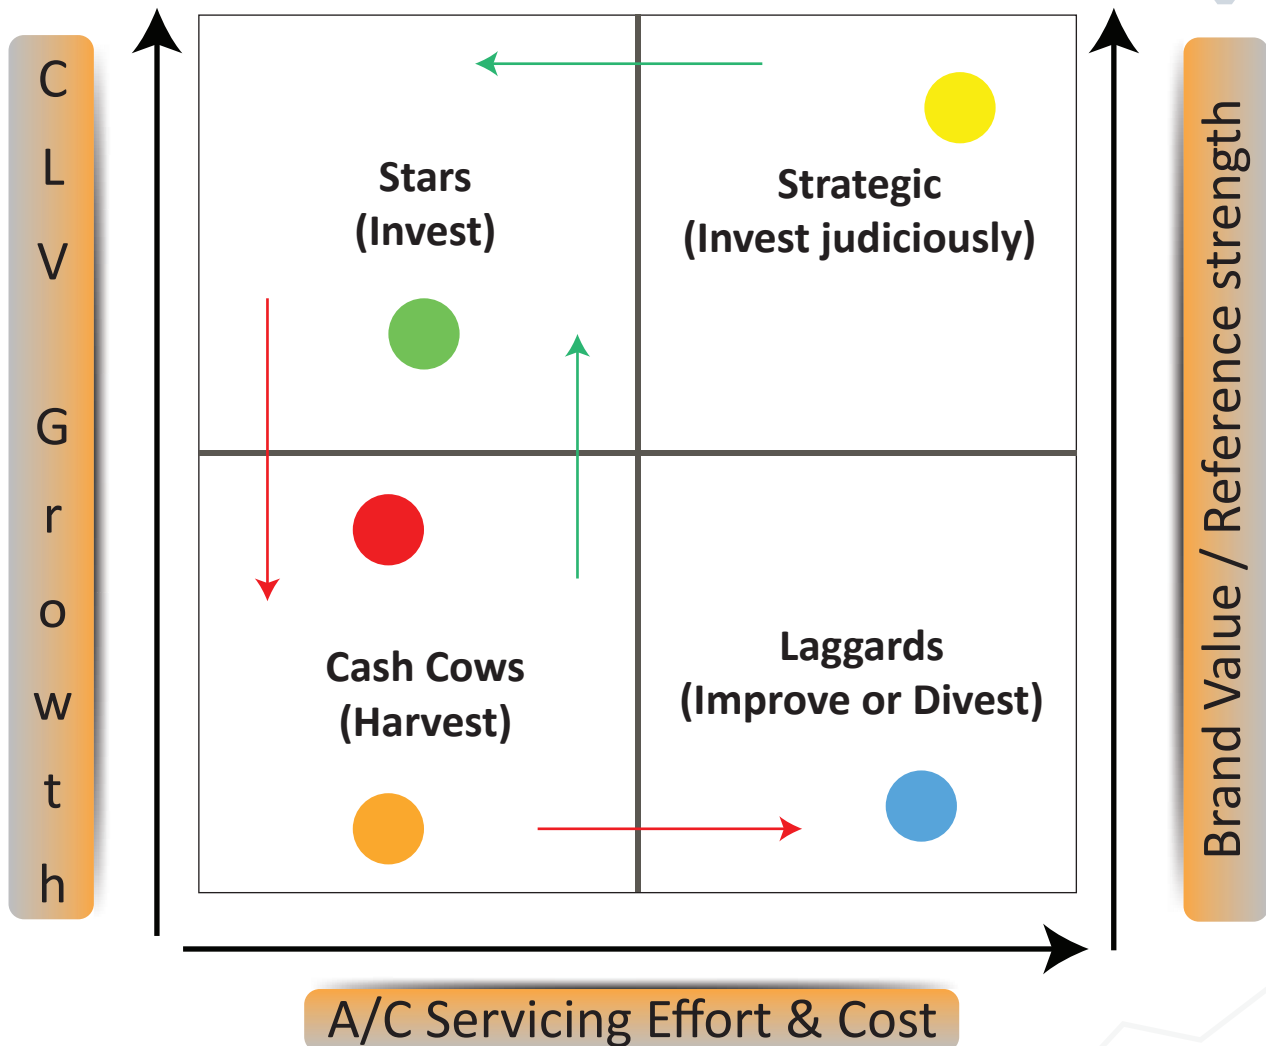 CLV Growth
Stars
(Invest)
Strategic
(Invest judiciously)
Cash Cows
(Harvest)
Laggards
(Improve or Divest)
Brand Value / Reference strength
A/C Servicing Effort & Cost